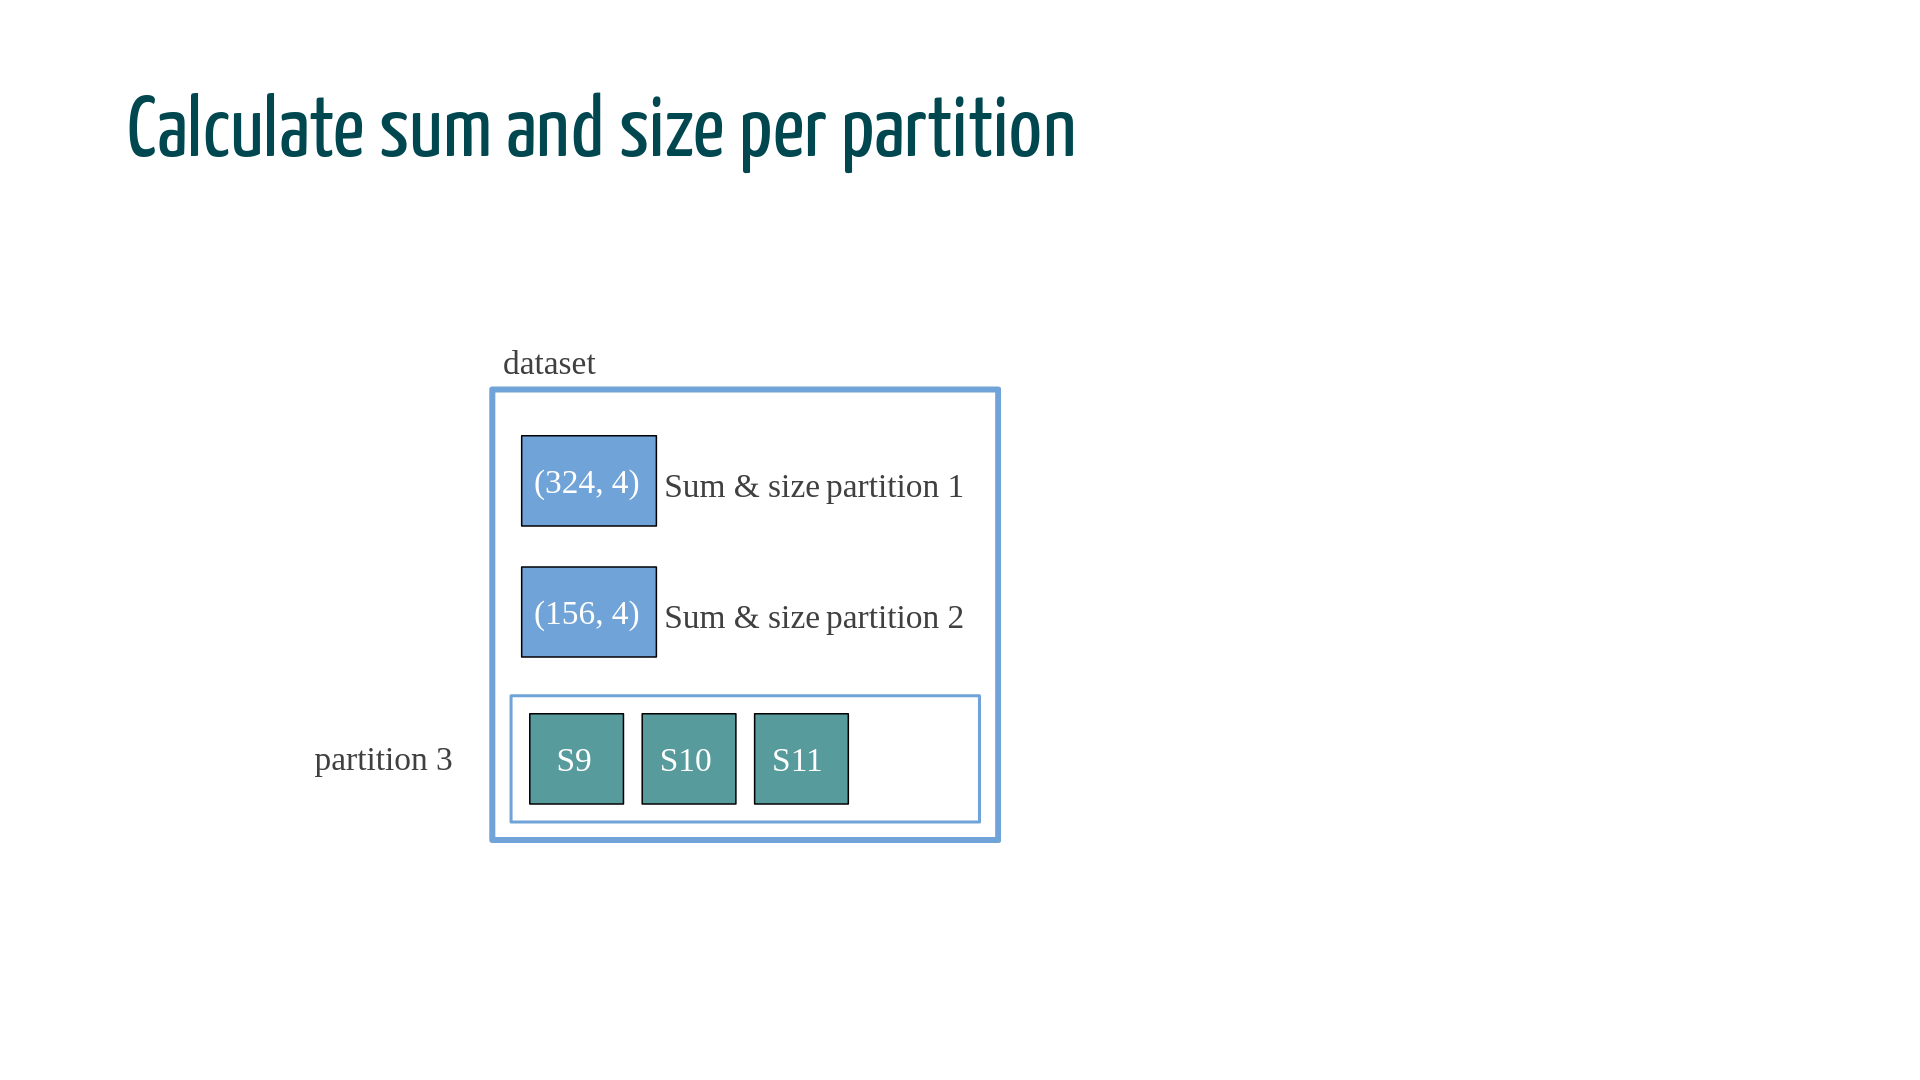 Calculate sum and size per partition
dataset
(324, 4) Sum & size partition 1
(156, 4) Sum & size partition 2
partition 3 S9 S10 S11